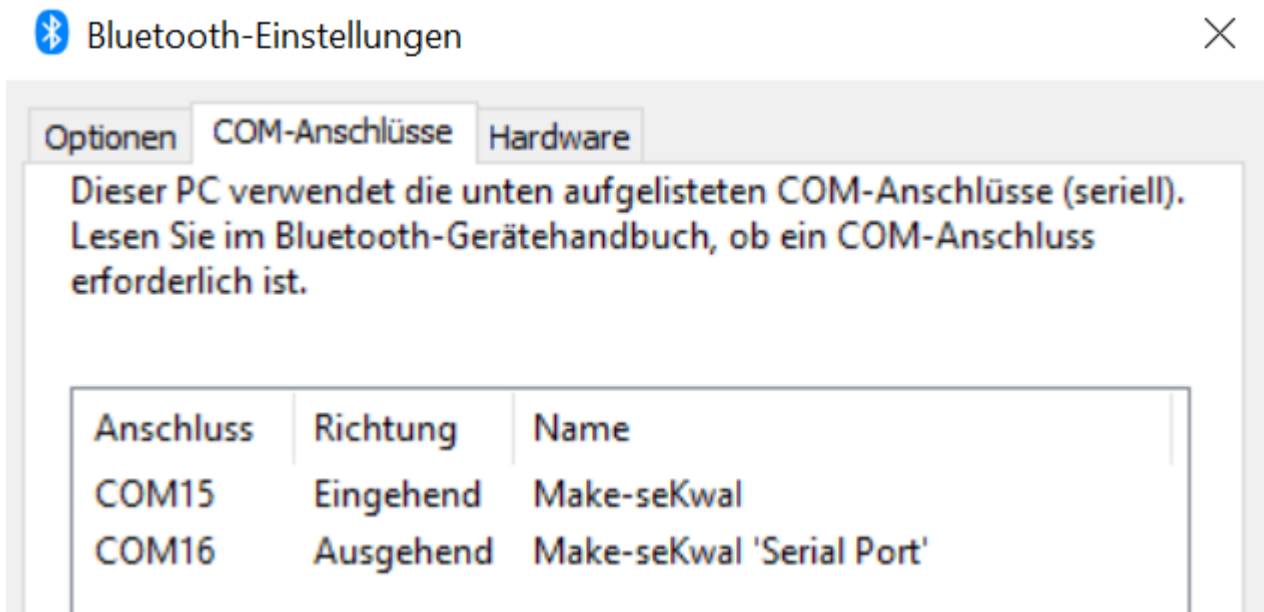 Bluetooth-Einstellungen
Optionen COM-Anschlüsse Hardware
Dieser PC verwendet die unten aufgelisteten COM-Anschlüsse (seriell).
Lesen Sie im Bluetooth-Gerätehandbuch, ob ein COM-Anschluss
erforderlich ist.
Anschluss Richtung Name
COM15 Eingehend Make-seKwal
COM16 Ausgehend Make-seKwal 'Serial Port'